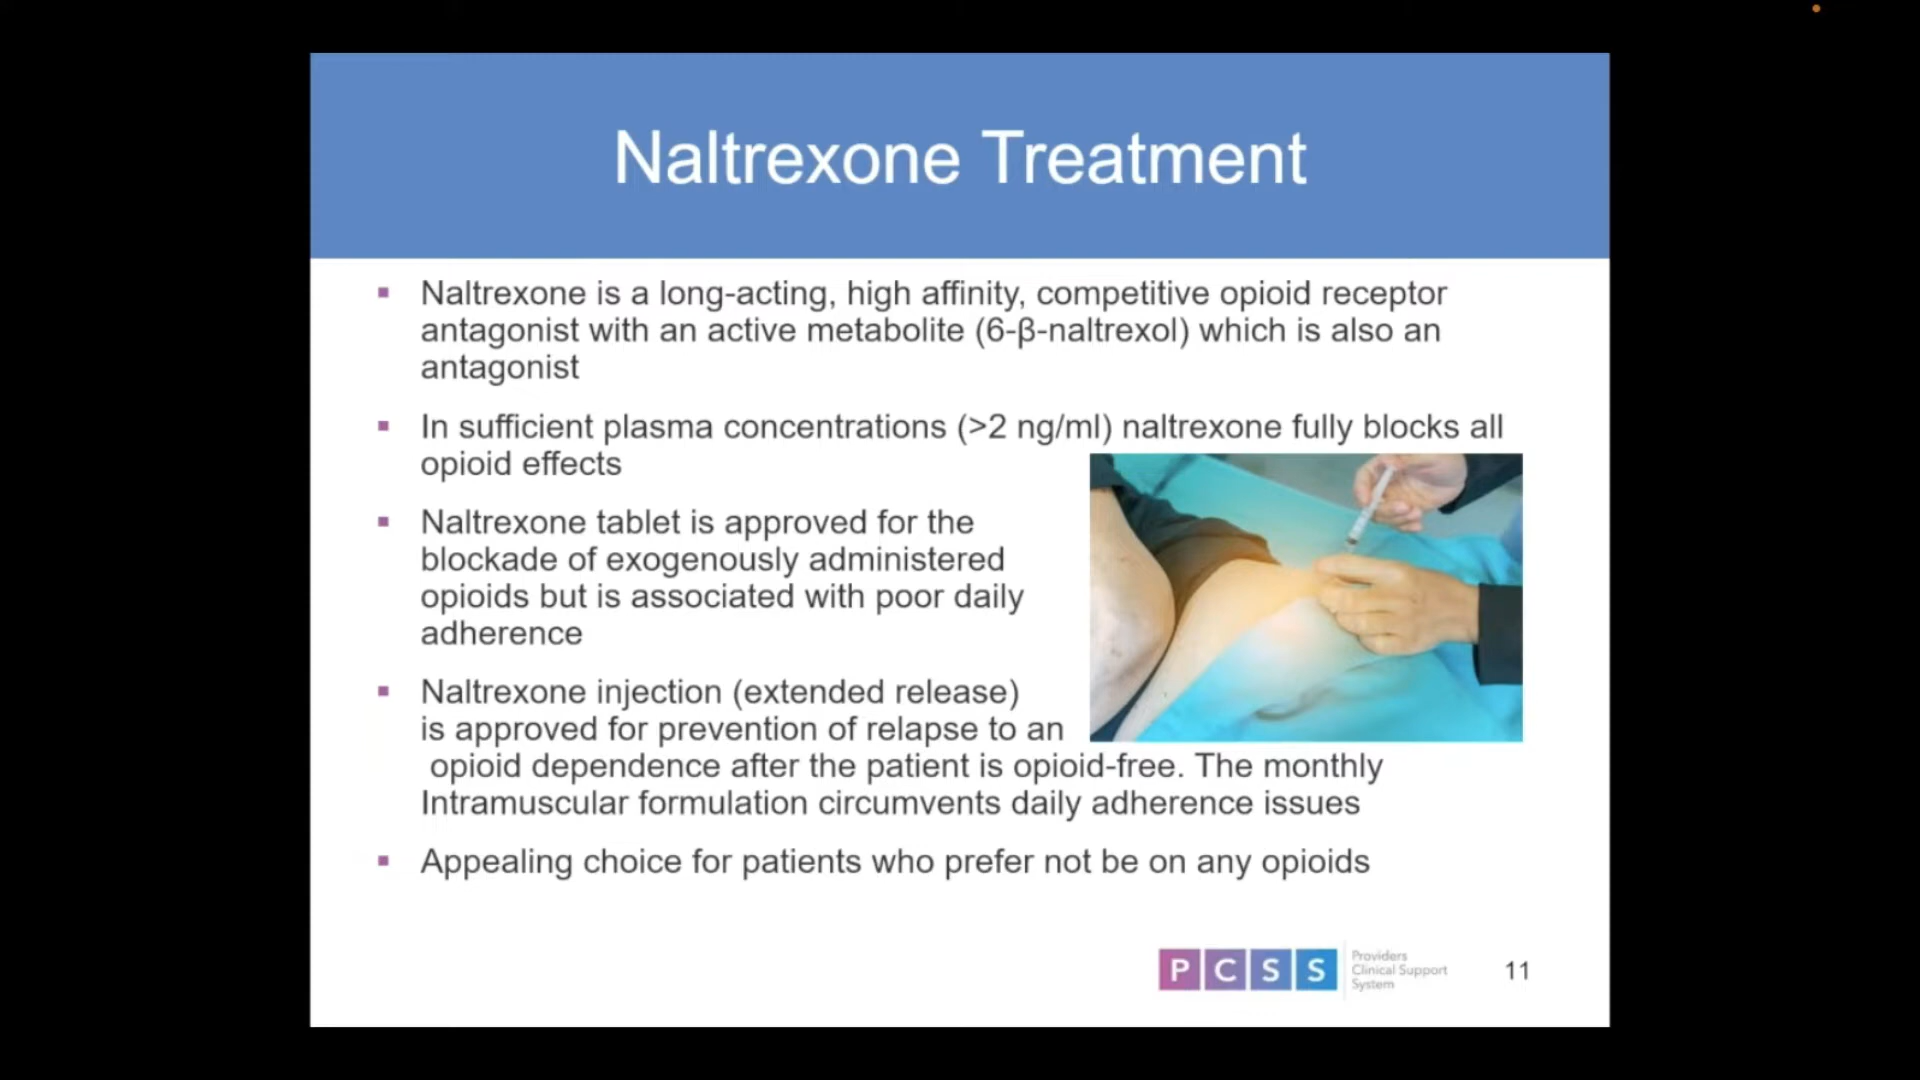 Naltrexone Treatment
▪ Naltrexone is a long-acting, high affinity, competitive opioid receptor
antagonist with an active metabolite (6-β-naltrexol) which is also an
antagonist
▪ In sufficient plasma concentrations (>2 ng/ml) naltrexone fully blocks all
opioid effects
▪ Naltrexone tablet is approved for the
blockade of exogenously administered
opioids but is associated with poor daily
adherence
▪ Naltrexone injection (extended release)
is approved for prevention of relapse to an
opioid dependence after the patient is opioid-free. The monthly
Intramuscular formulation circumvents daily adherence issues
▪ Appealing choice for patients who prefer not be on any opioids
PCSS
Providers
Clinical Support
System
11